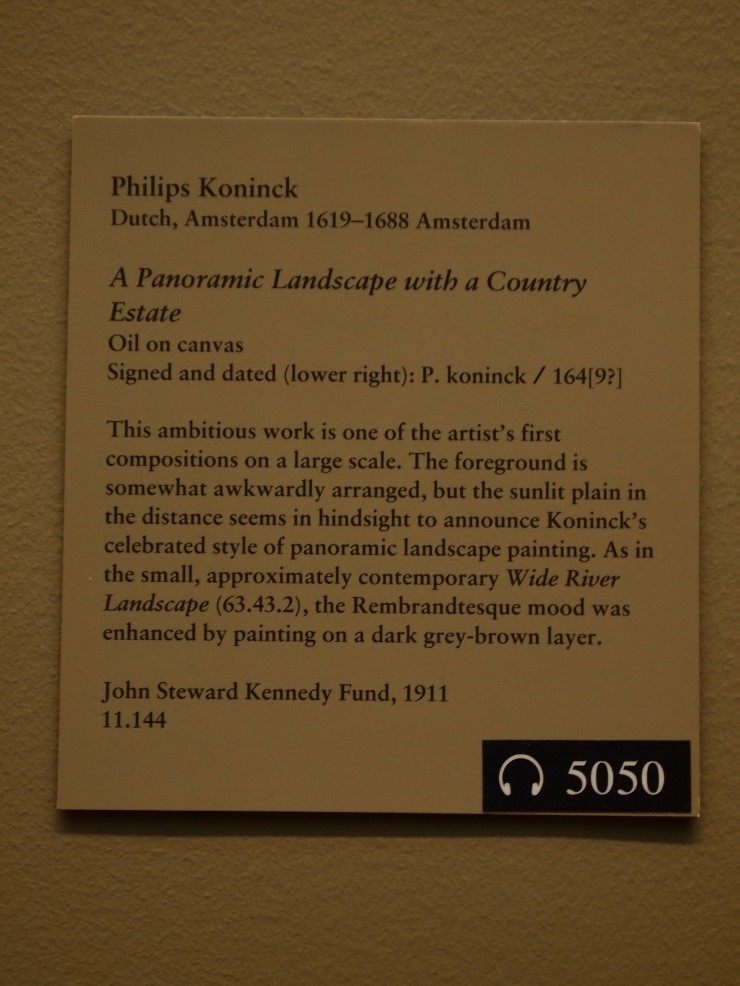 Philips Koninck
Dutch, Amsterdam 1619–1688 Amsterdam
A Panoramic Landscape with a Country
Estate
Oil on canvas
Signed and dated (lower right): P. koninck / 164[9?]
This ambitious work is one of the artist's first
compositions on a large scale. The foreground is
somewhat awkwardly arranged, but the sunlit plain in
the distance seems in hindsight to announce Koninck's
celebrated style of panoramic landscape painting. As in
the small, approximately contemporary Wide River
Landscape (63.43.2), the Rembrandtesque mood was
enhanced by painting on a dark grey-brown layer.
John Steward Kennedy Fund, 1911
11.144
5050